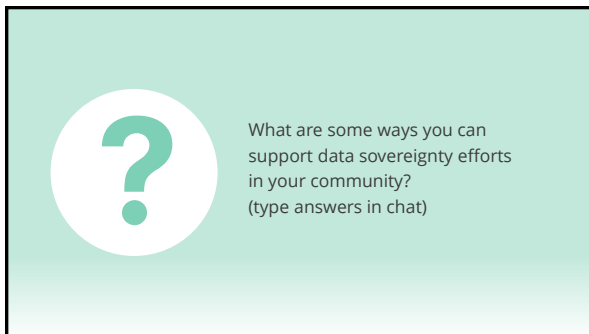 ?
What are some ways you can
support data sovereignty efforts
in your community?
(type answers in chat)